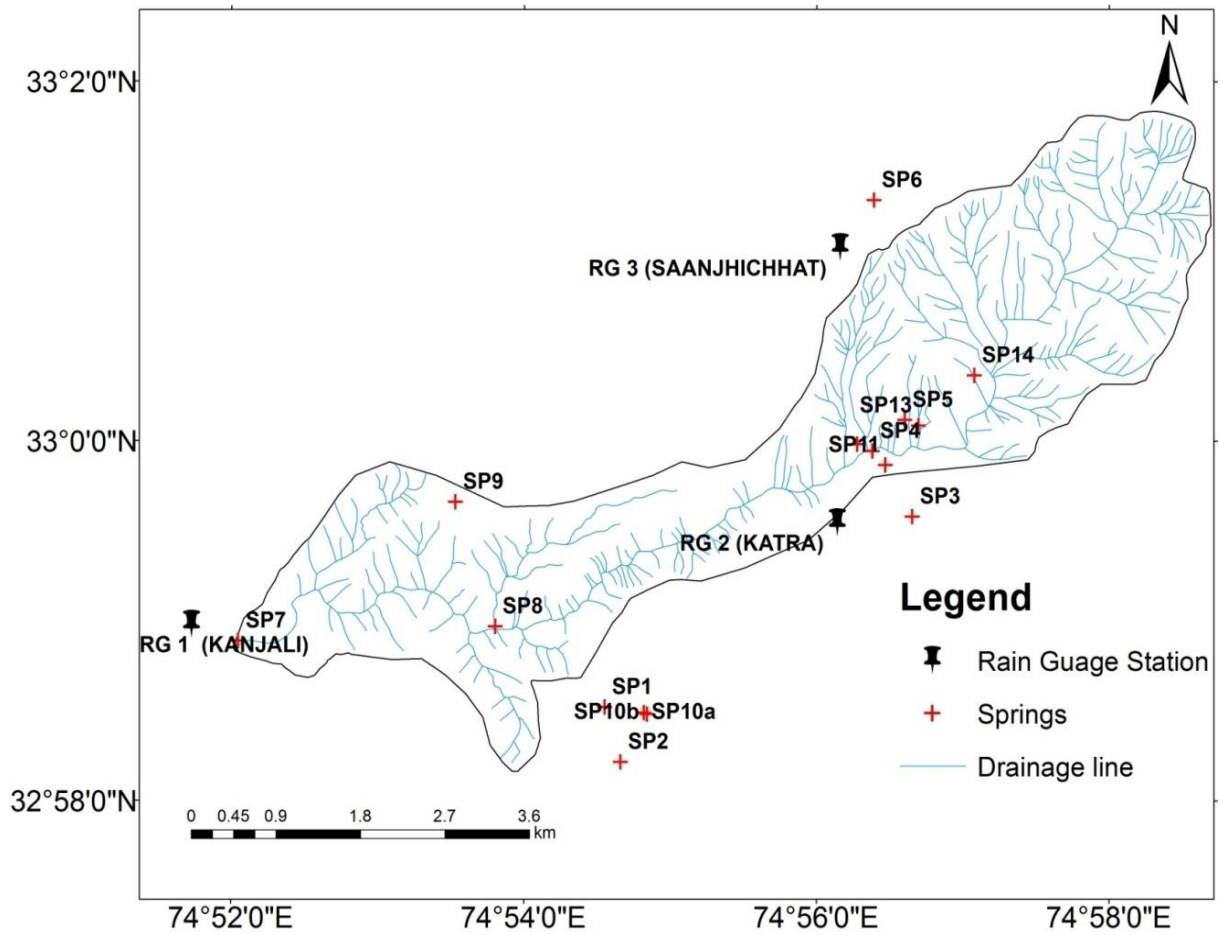 N
33°2'0"N
SP6
RG 3 (SAANJHICHHAT)
SP14
SP13 SP5
33°0'0"N
SP11 SP4
SP9
SP3
RG 2 (KATRA)
Legend
SP8
SP7
RG 1 (KANJALI)
Rain Guage Station
SP1
SP10b SP10a
Springs
SP2
Drainage line
32°58'0"N
0 0.45 0.9 1.8 2.7 3.6
km
74°52'0"E 74°54'0"E 74°56'0"E 74°58'0"E